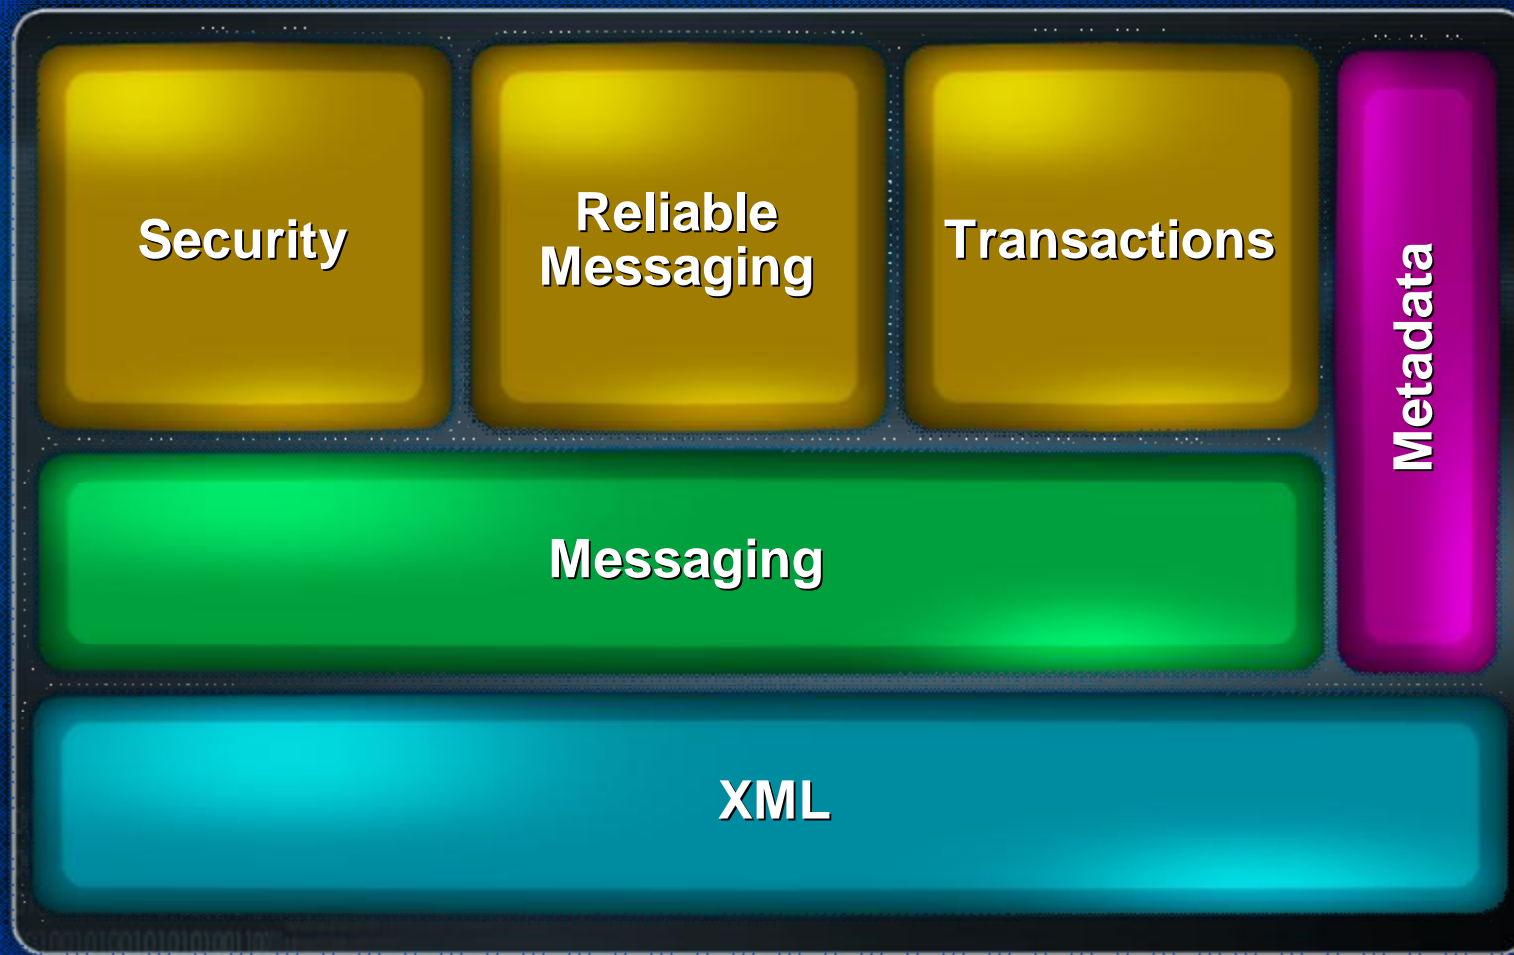 Security
Reliable
Messaging
Transactions
Metadata
Messaging
XML